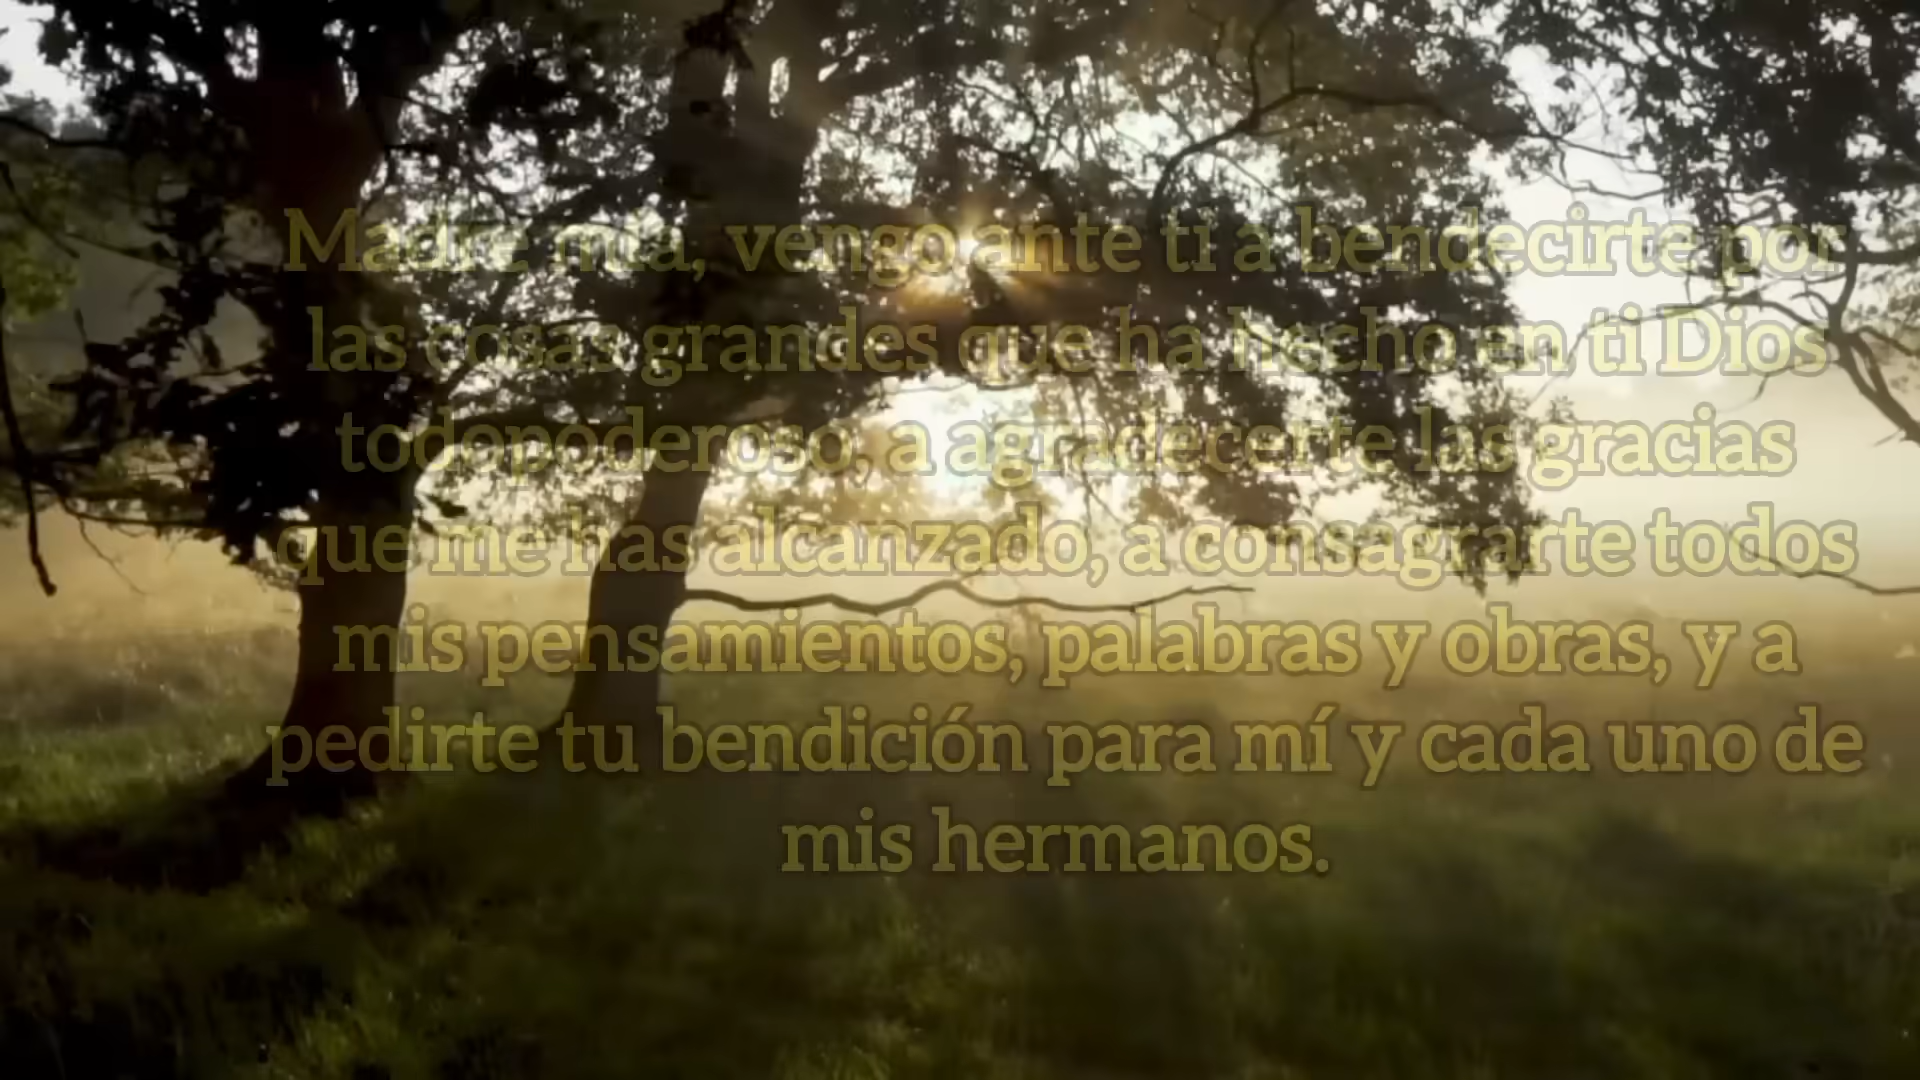 Madre mía, vengo ante ti a bendecirte por
las cosas grandes que ha hecho en ti Dios
todopoderoso, a agradecerte las gracias
que me has alcanzado, a consagrarte todos
mis pensamientos, palabras y obras, y a
pedirte tu bendición para mí y cada uno de
mis hermanos.